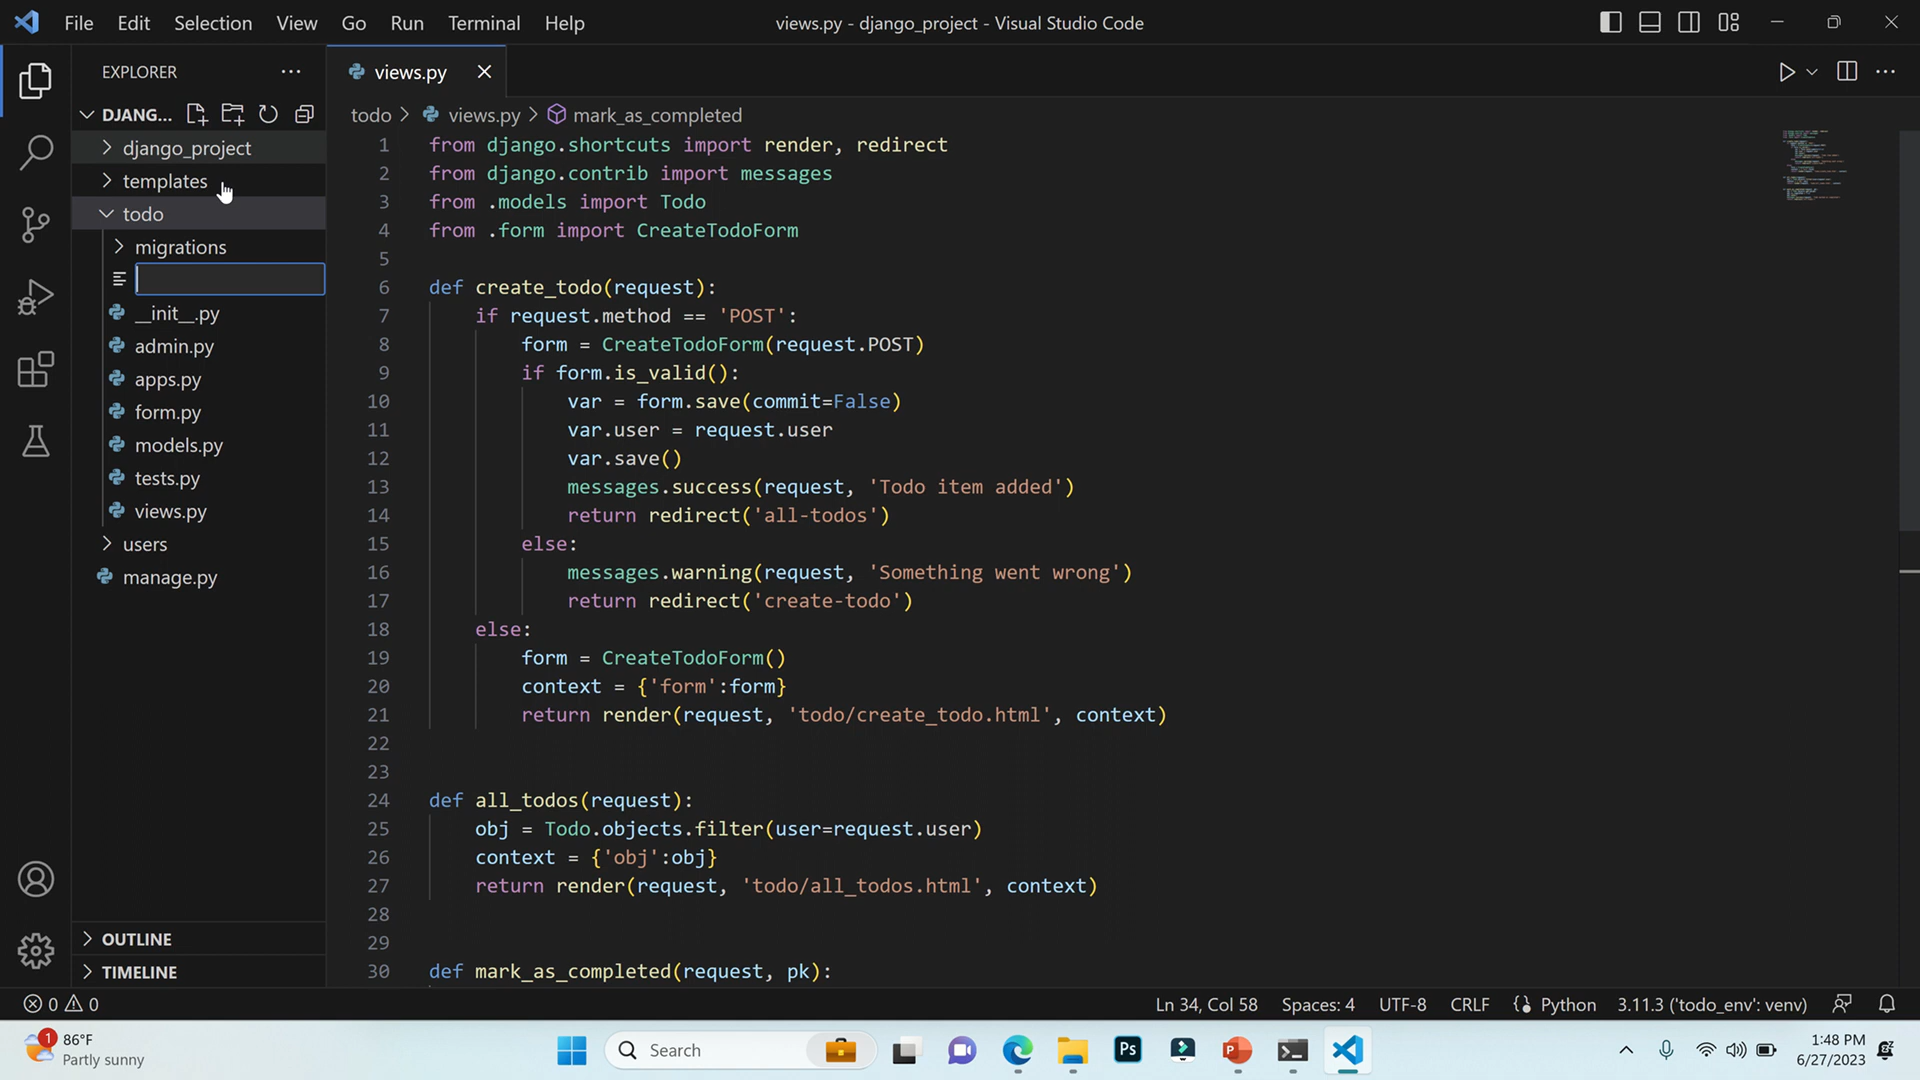 File Edit Selection View Go Run Terminal Help
views.py - django_project - Visual Studio Code
EXPLORER
DJANG...
django_project
templates
todo
migrations
__init__.py
admin.py
apps.py
form.py
models.py
tests.py
views.py
users
manage.py
OUTLINE
TIMELINE
views.py
todo > views.py > mark_as_completed
1 from django.shortcuts import render, redirect
2 from django.contrib import messages
3 from .models import Todo
4 from .form import CreateTodoForm
5
6 def create_todo(request):
7 if request.method == 'POST':
8 form = CreateTodoForm(request.POST)
9 if form.is_valid():
10 var = form.save(commit=False)
11 var.user = request.user
12 var.save()
13 messages.success(request, 'Todo item added')
14 return redirect('all-todos')
15 else:
16 messages.warning(request, 'Something went wrong')
17 return redirect('create-todo')
18 else:
19 form = CreateTodoForm()
20 context = {'form':form}
21 return render(request, 'todo/create_todo.html', context)
22
23
24 def all_todos(request):
25 obj = Todo.objects.filter(user=request.user)
26 context = {'obj':obj}
27 return render(request, 'todo/all_todos.html', context)
28
29
30 def mark_as_completed(request, pk):
0 0 Ln 34, Col 58 Spaces: 4 UTF-8 CRLF Python 3.11.3 ('todo_env': venv)
1
86°F
Partly sunny
Search
Ps
1:48 PM
6/27/2023